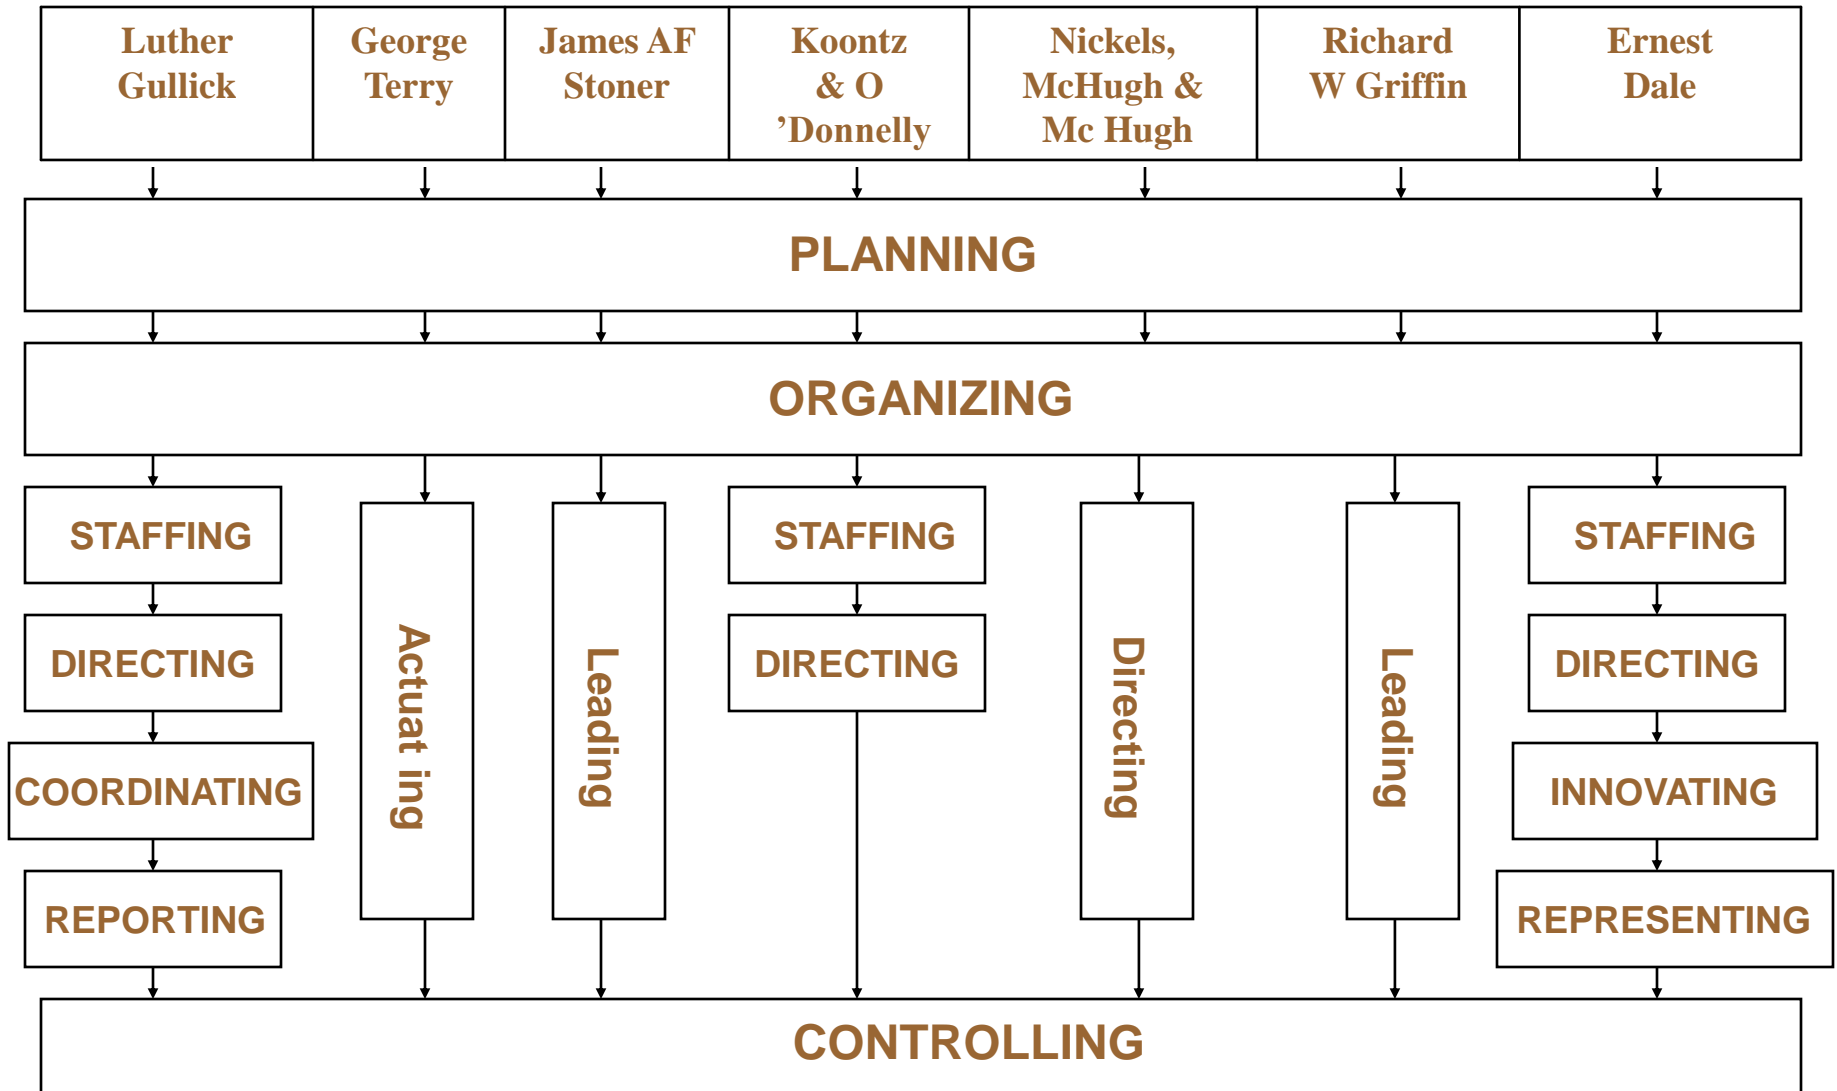 Luther
Gullick
George
Terry
James AF
Stoner
Koontz
& O
’Donnelly
Nickels,
McHugh &
Mc Hugh
Richard
W Griffin
Ernest
Dale
PLANNING
ORGANIZING
STAFFING
DIRECTING
COORDINATING
REPORTING
Actuat ing
Leading
STAFFING
DIRECTING
Directing
Leading
STAFFING
DIRECTING
INNOVATING
REPRESENTING
CONTROLLING